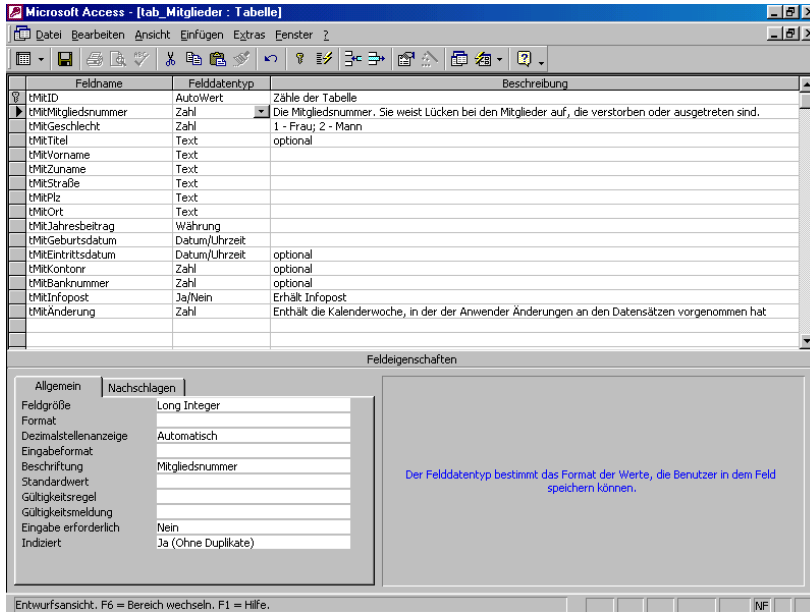 Microsoft Access - [tab_Mitglieder : Tabelle]
Datei Bearbeiten Ansicht Einfügen Extras Fenster ?
Feldname Felddatentyp Beschreibung
tMitID AutoWert Zähle der Tabelle
tMitMitgliedsnummer Zahl Die Mitgliedsnummer. Sie weist Lücken bei den Mitglieder auf, die verstorben oder ausgetreten sind.
tMitGeschlecht Zahl 1 - Frau; 2 - Mann
tMitTitel Text optional
tMitVorname Text
tMitZuname Text
tMitStraße Text
tMitPlz Text
tMitOrt Text
tMitJahresbeitrag Währung
tMitGeburtsdatum Datum/Uhrzeit
tMitEintrittsdatum Datum/Uhrzeit optional
tMitKontonr Zahl optional
tMitBanknummer Zahl optional
tMitInfopost Ja/Nein Erhält Infopost
tMitÄnderung Zahl Enthält die Kalenderwoche, in der der Anwender Änderungen an den Datensätzen vorgenommen hat
Feldeigenschaften
Allgemein Nachschlagen
Feldgröße Long Integer
Format
Dezimalstellenanzeige Automatisch
Eingabeformat
Beschriftung Mitgliedsnummer
Standardwert
Gültigkeitsregel
Gültigkeitsmeldung
Eingabe erforderlich Nein
Indiziert Ja (Ohne Duplikate)
Der Felddatentyp bestimmt das Format der Werte, die Benutzer in dem Feld
speichern können.
Entwurfsansicht. F6 = Bereich wechseln. F1 = Hilfe. NF